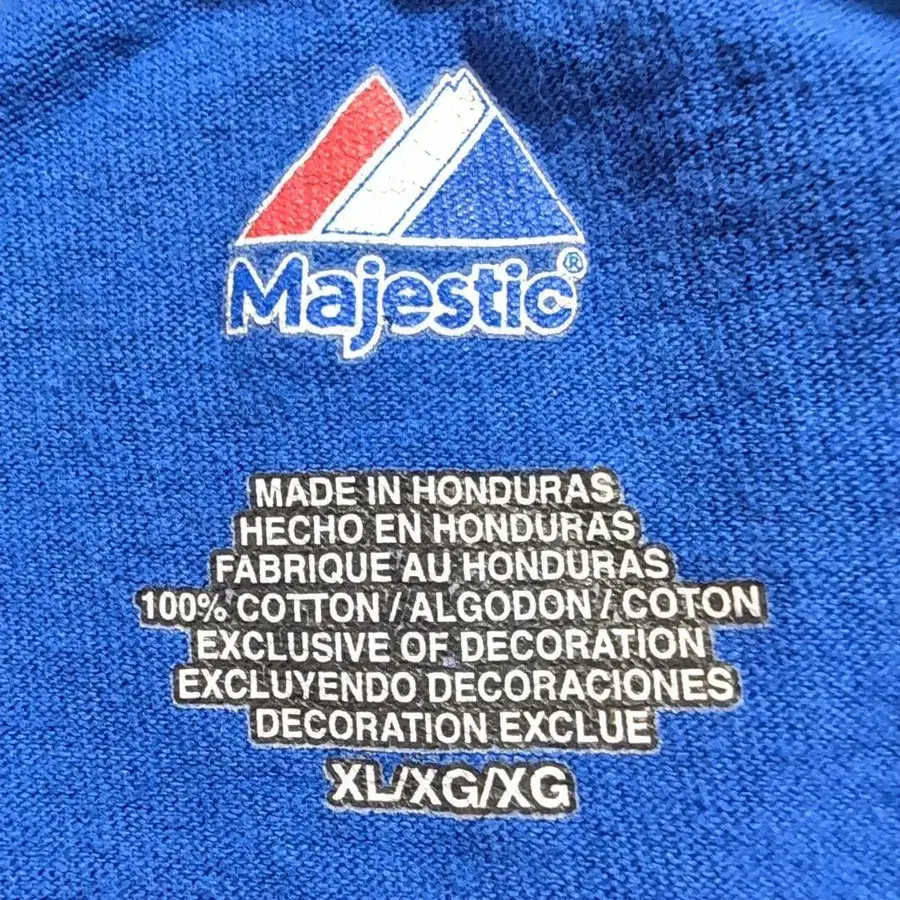 Majestic®
MADE IN HONDURAS
HECHO EN HONDURAS
FABRIQUE AU HONDURAS
100% COTTON / ALGODON / COTON
EXCLUSIVE OF DECORATION
EXCLUYENDO DECORACIONES
DECORATION EXCLUE
XL/XG/XG